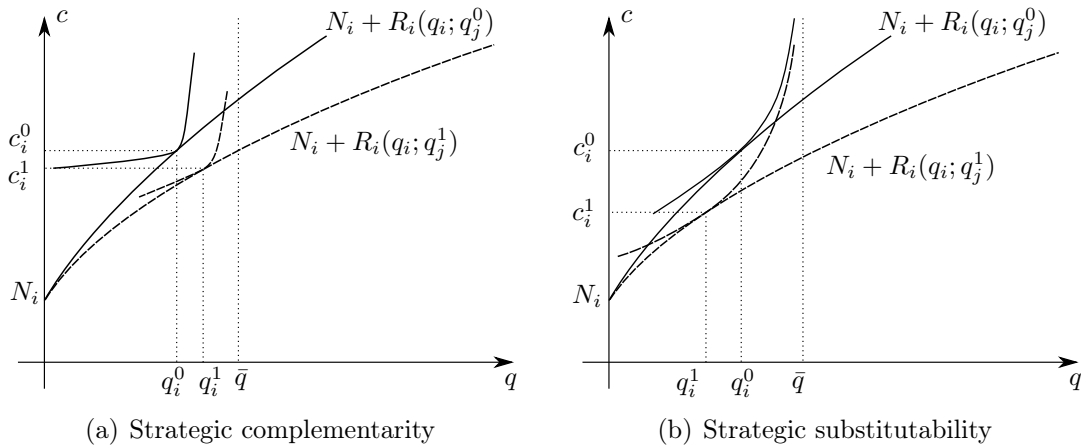 c
N_i + R_i(q_i; q_j^0)
c_i^0
c_i^1
N_i + R_i(q_i; q_j^1)
N_i
q_i^0
q_i^1
q̄
q
(a) Strategic complementarity
c
N_i + R_i(q_i; q_j^0)
c_i^0
N_i + R_i(q_i; q_j^1)
c_i^1
N_i
q_i^1
q_i^0
q̄
q
(b) Strategic substitutability